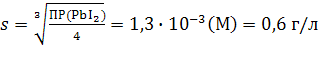 s = ∛(ПР(PbI₂)/4) = 1,3 · 10⁻³(М) = 0,6 г/л